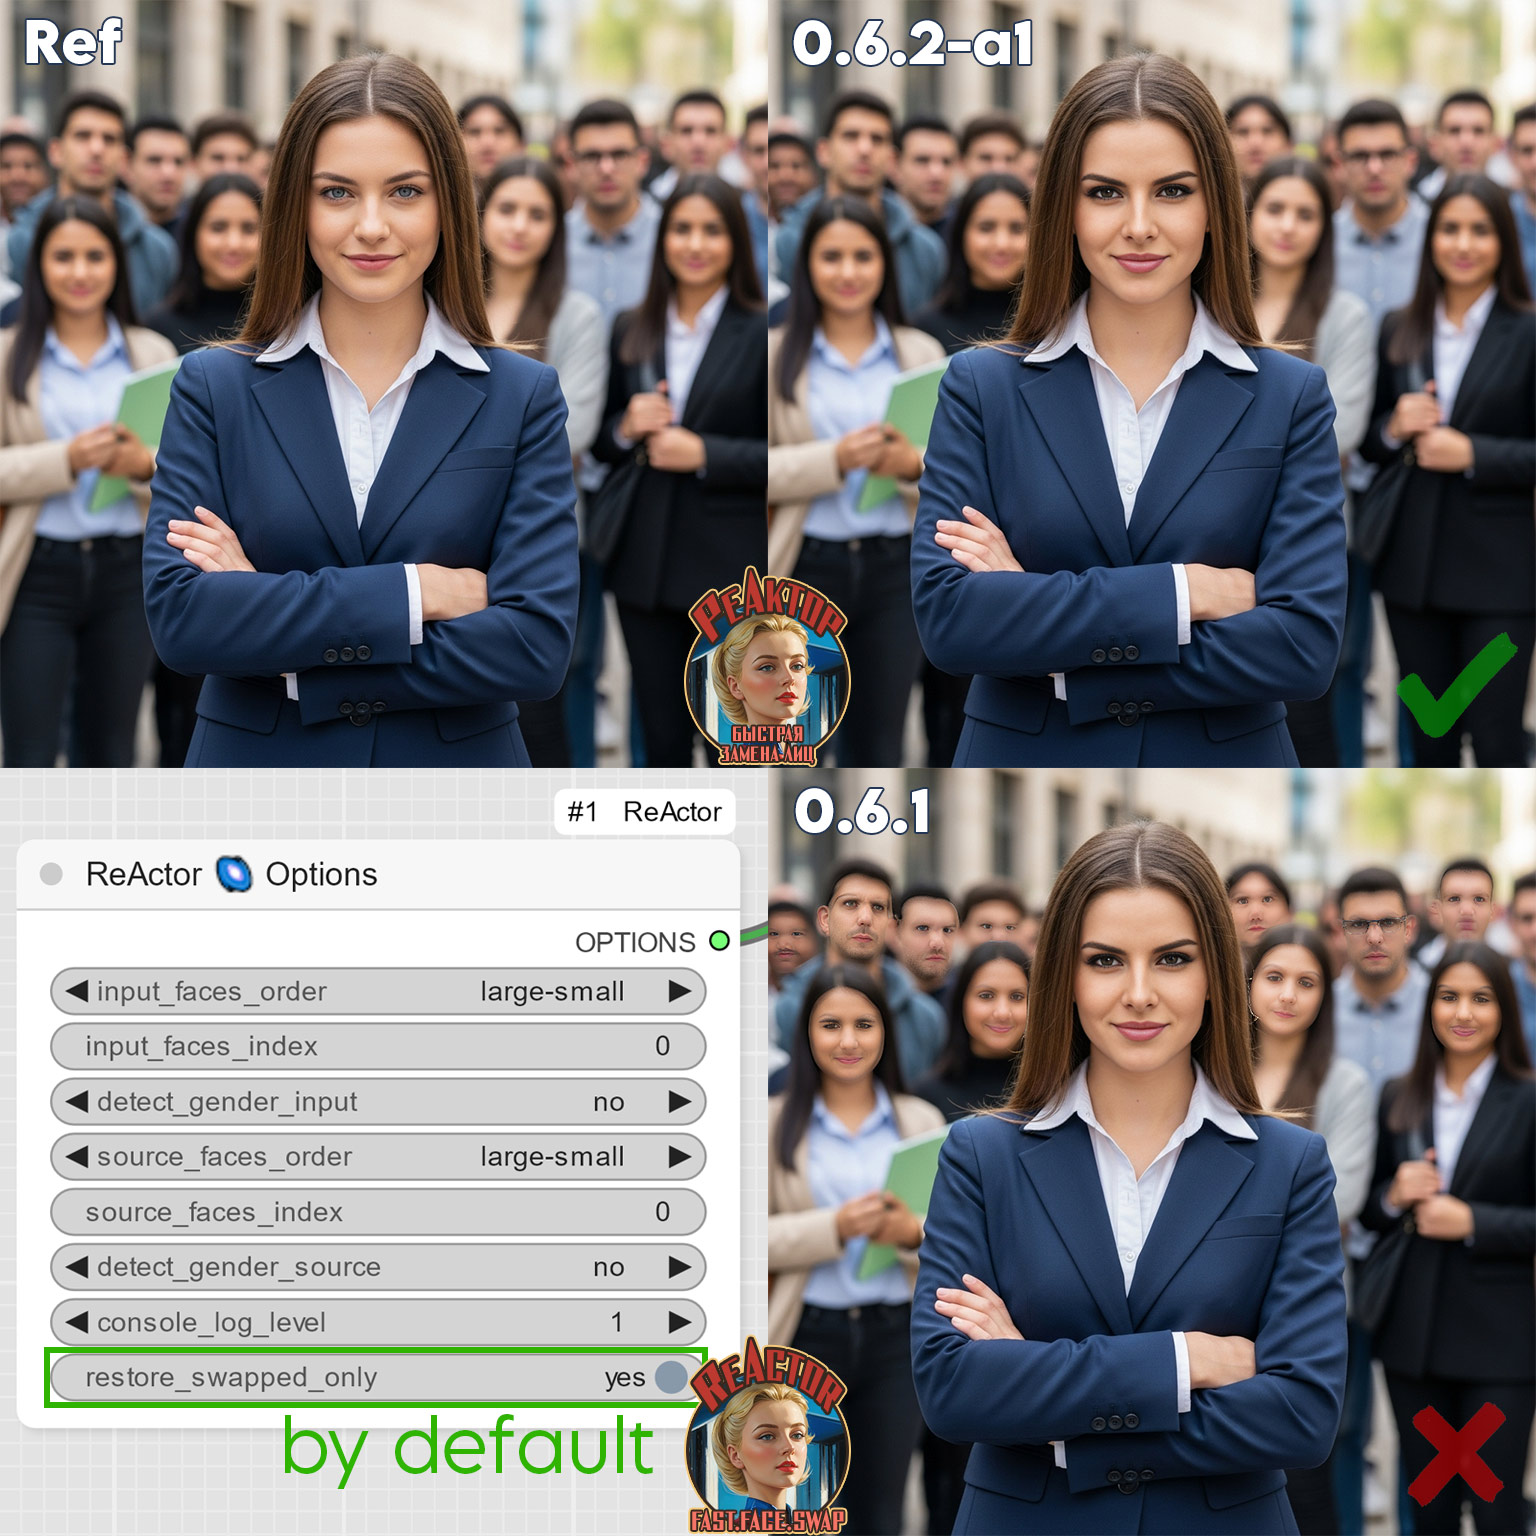 Ref
0.6.2-a1
РЕАКТОР
БЫСТРАЯ
ЗАМЕНА ЛИЦ
#1 ReActor
ReActor Options
OPTIONS
input_faces_order large-small
input_faces_index 0
detect_gender_input no
source_faces_order large-small
source_faces_index 0
detect_gender_source no
console_log_level 1
restore_swapped_only yes
by default
0.6.1
REACTOR
FAST.FACE.SWAP